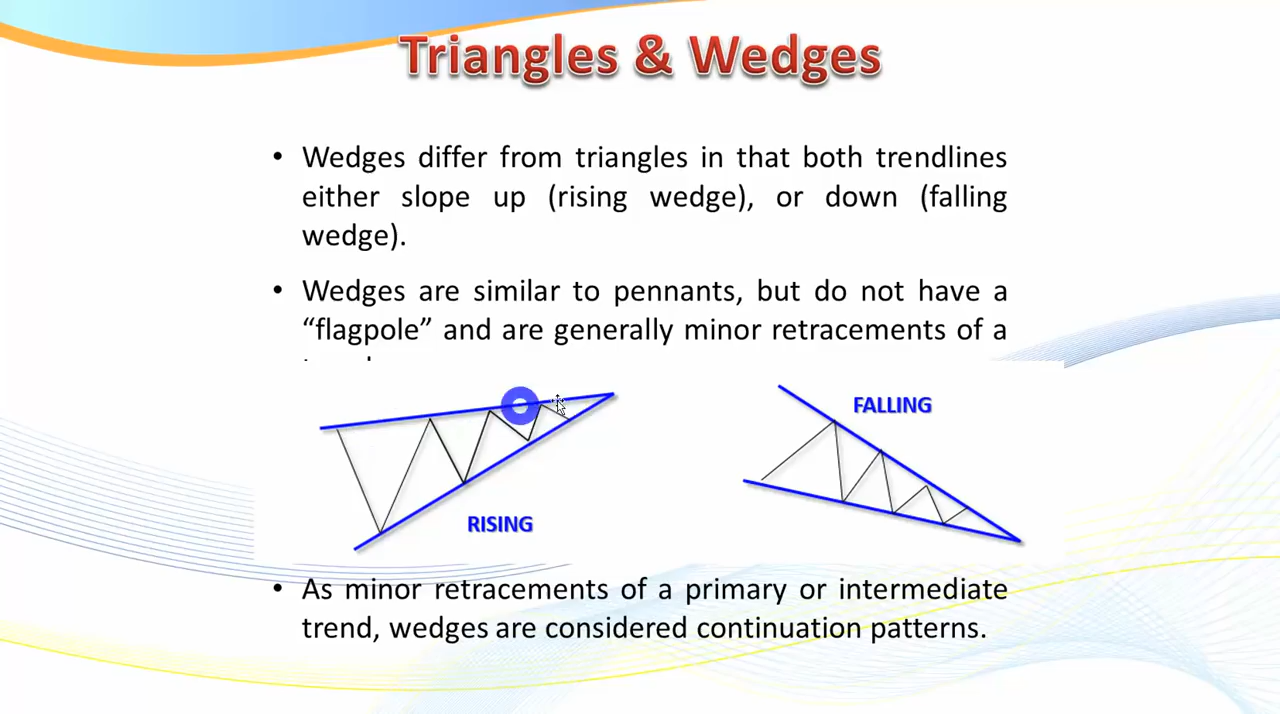 Triangles & Wedges
• Wedges differ from triangles in that both trendlines
either slope up (rising wedge), or down (falling
wedge).
• Wedges are similar to pennants, but do not have a
“flagpole” and are generally minor retracements of a
FALLING
RISING
• As minor retracements of a primary or intermediate
trend, wedges are considered continuation patterns.